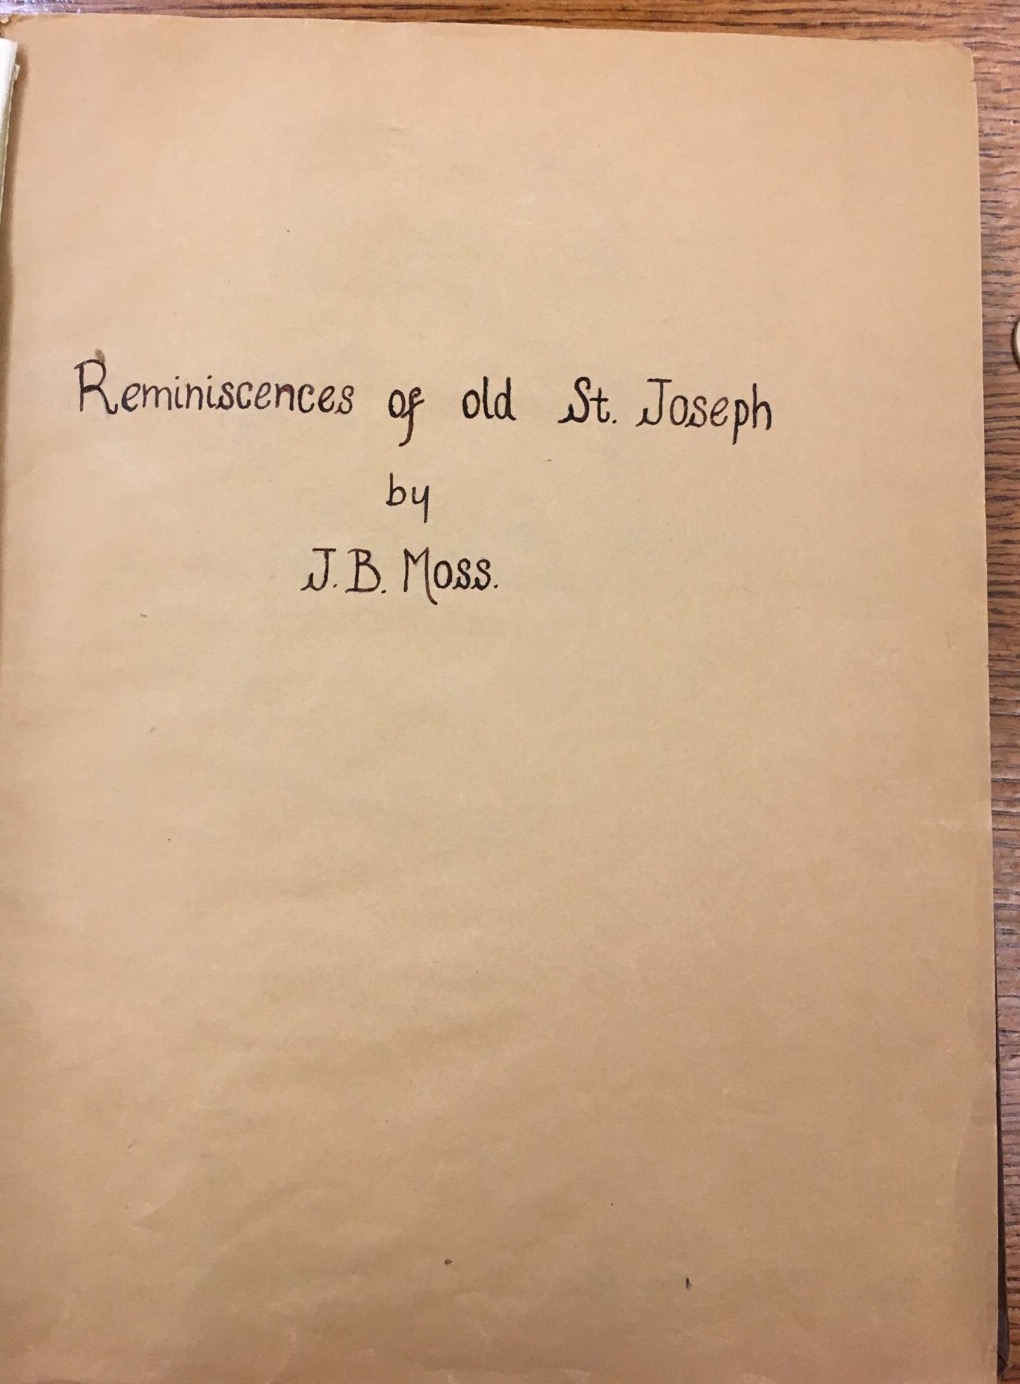 Reminiscences of old St. Joseph
by
J.B. Moss.